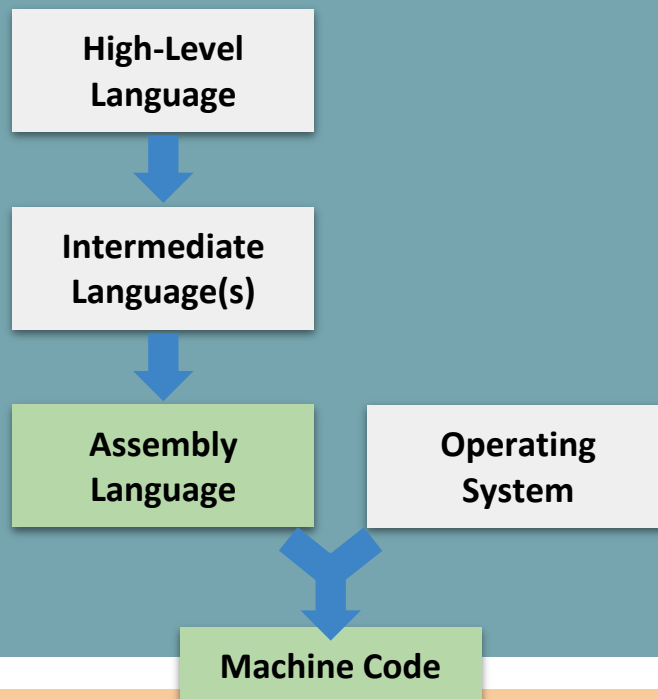 High-Level
Language
Intermediate
Language(s)
Assembly
Language
Operating
System
Machine Code